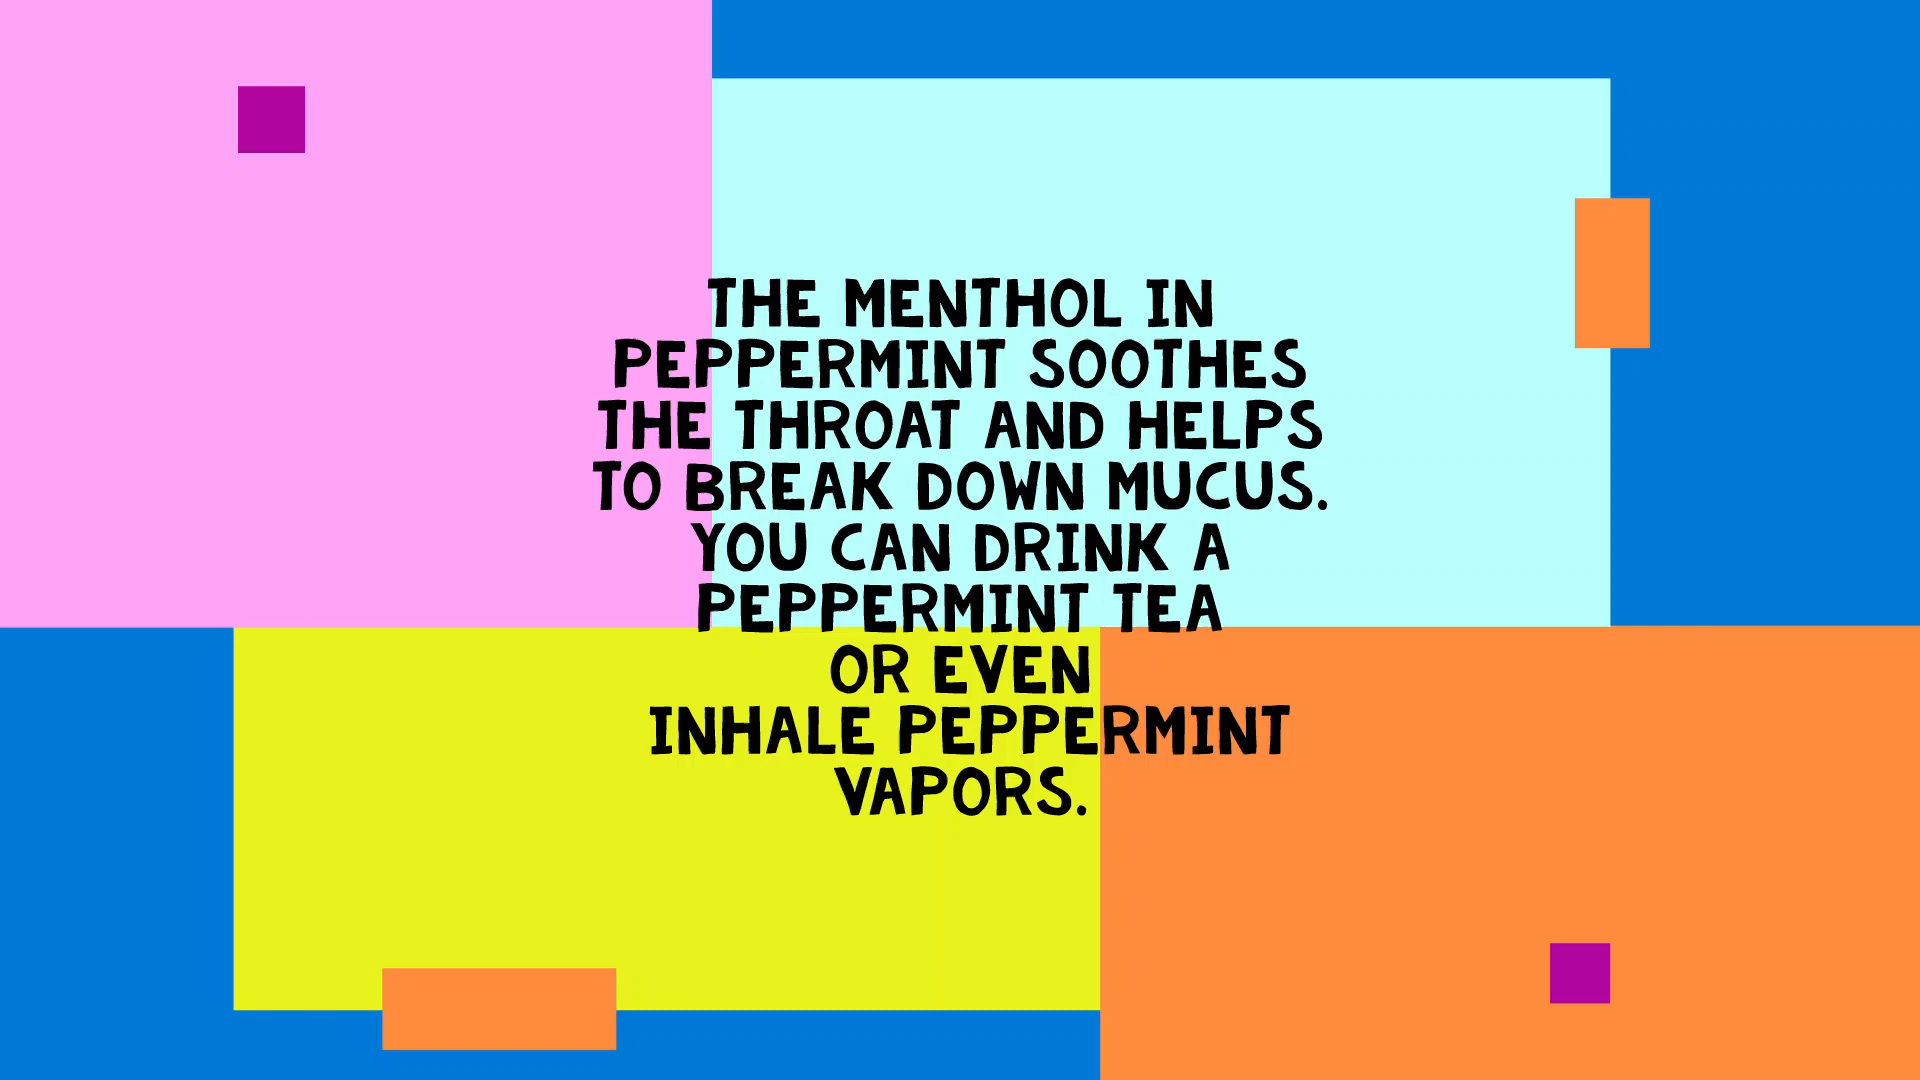 THE MENTHOL IN
PEPPERMINT SOOTHES
THE THROAT AND HELPS
TO BREAK DOWN MUCUS.
YOU CAN DRINK A
PEPPERMINT TEA
OR EVEN
INHALE PEPPERMINT
VAPORS.